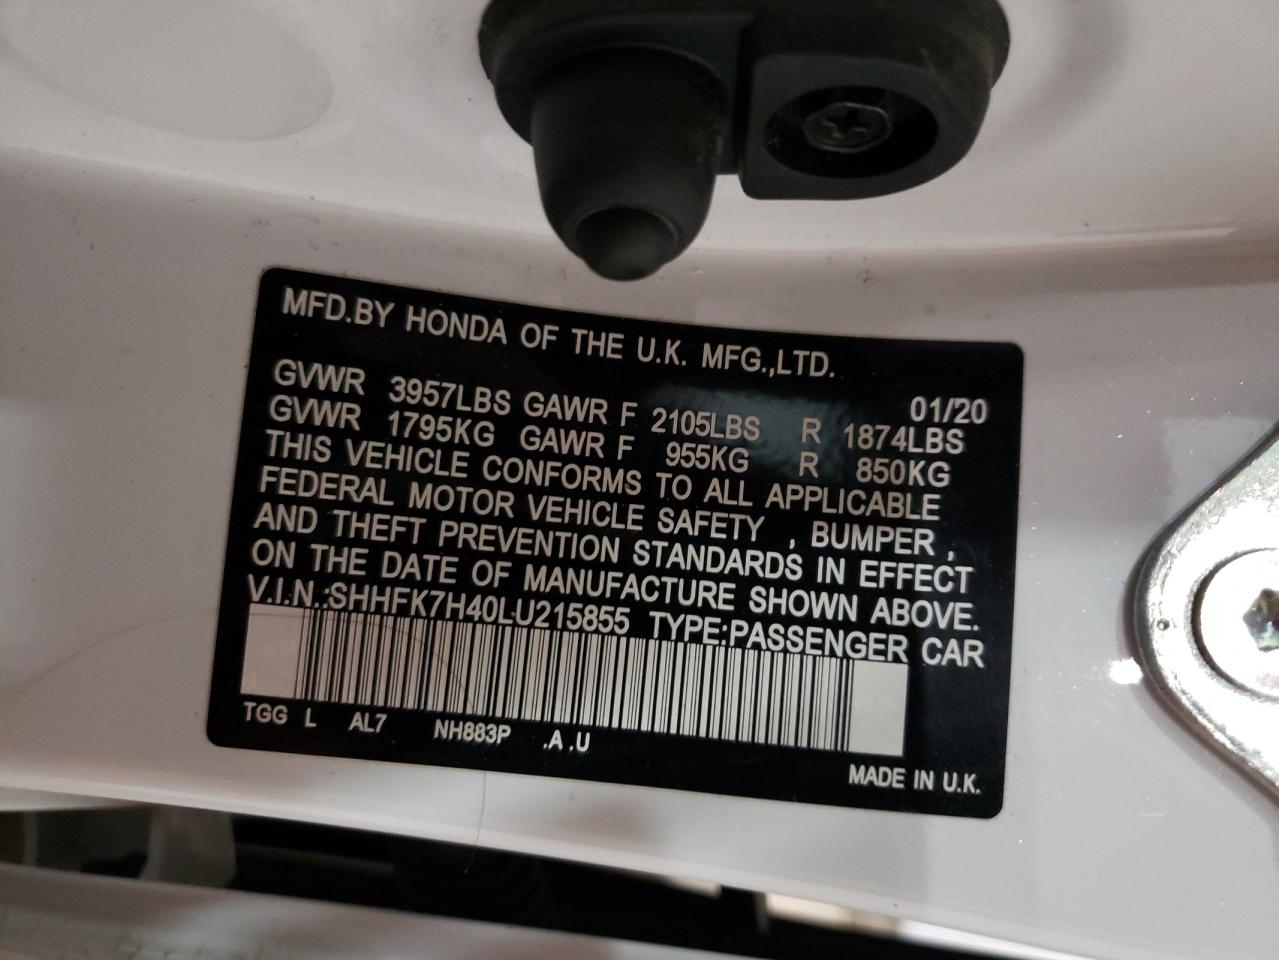 MFD.BY HONDA OF THE U.K. MFG.,LTD.
01/20
GVWR 3957LBS GAWR F 2105LBS R 1874LBS
GVWR 1795KG GAWR F 955KG R 850KG
THIS VEHICLE CONFORMS TO ALL APPLICABLE
FEDERAL MOTOR VEHICLE SAFETY , BUMPER ,
AND THEFT PREVENTION STANDARDS IN EFFECT
ON THE DATE OF MANUFACTURE SHOWN ABOVE.
V.I.N.:SHHFK7H40LU215855 TYPE:PASSENGER CAR
TGG L AL7 NH883P .A .U
MADE IN U.K.